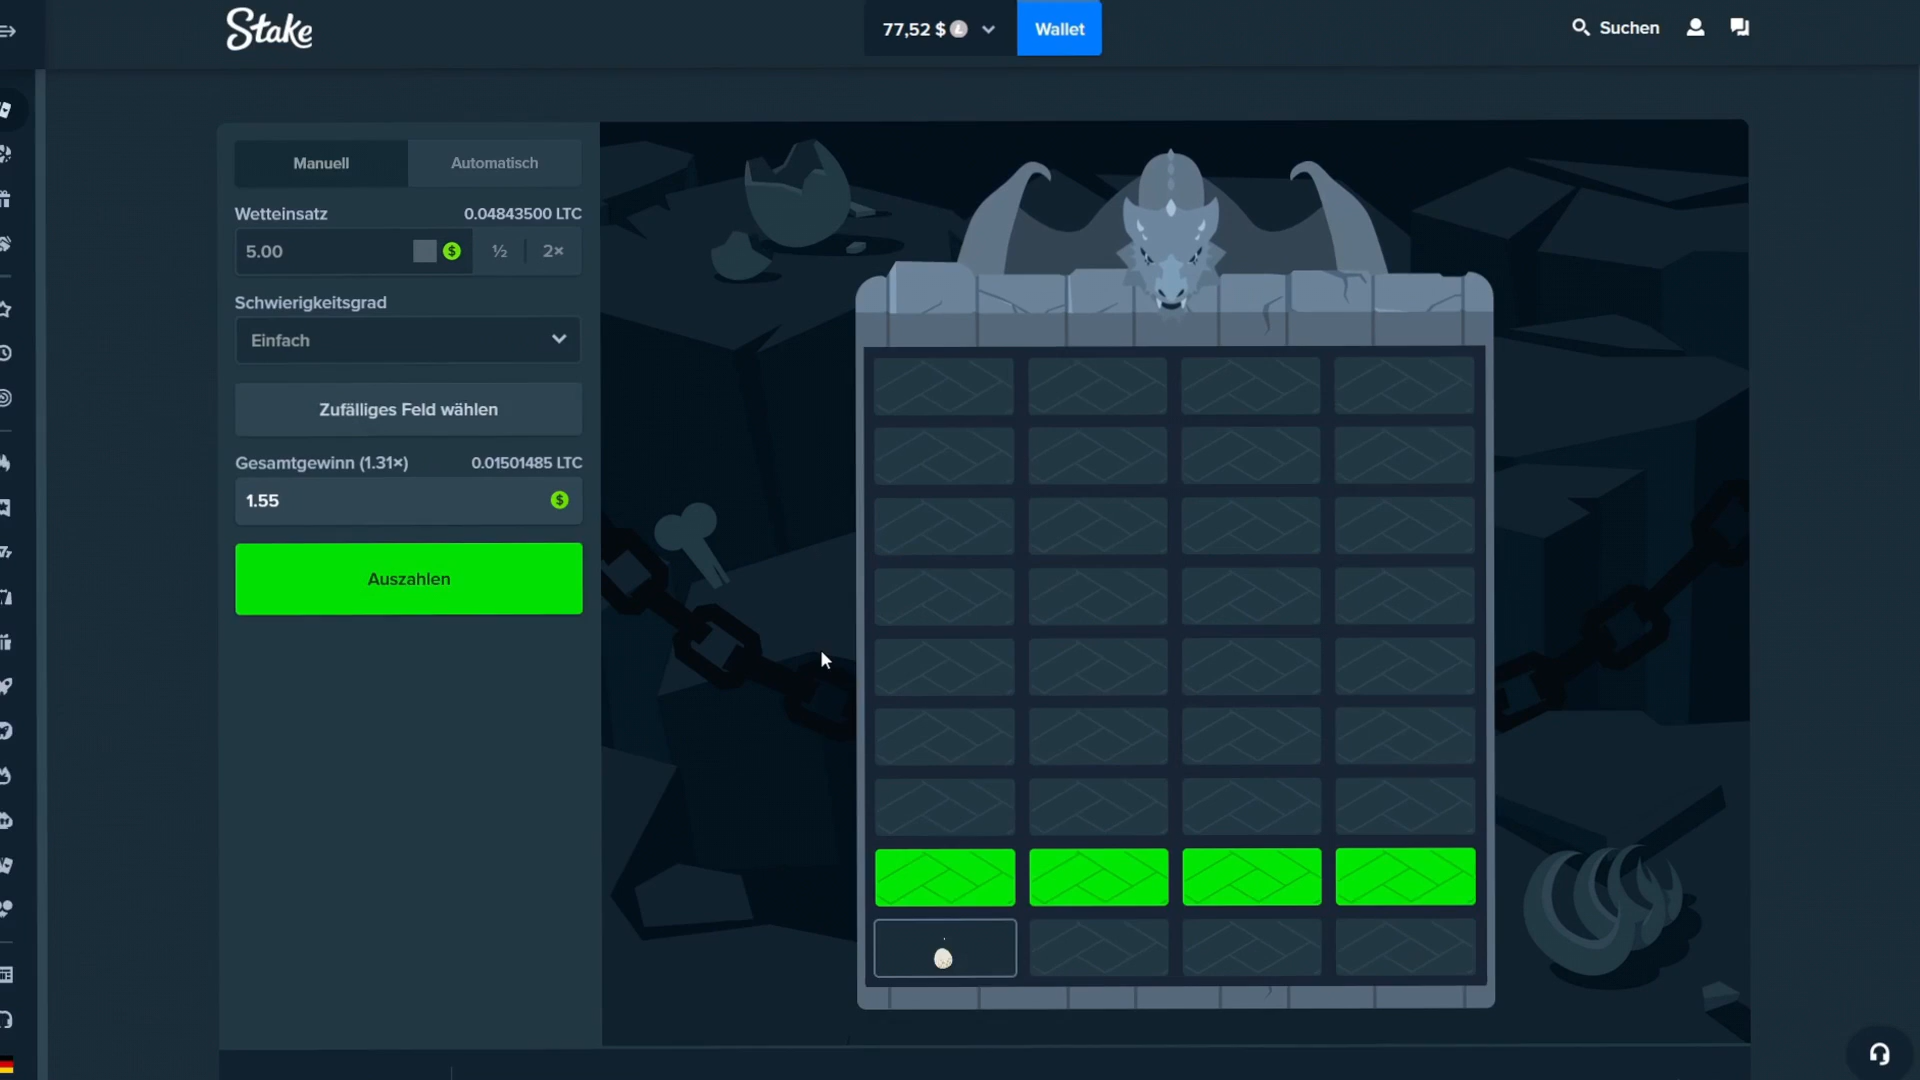 Stake
77,52 $
Wallet
Suchen
Manuell
Automatisch
Wetteinsatz
0.04843500 LTC
5.00
$
½
2×
Schwierigkeitsgrad
Einfach
Zufälliges Feld wählen
Gesamtgewinn (1.31×)
0.01501485 LTC
1.55
$
Auszahlen